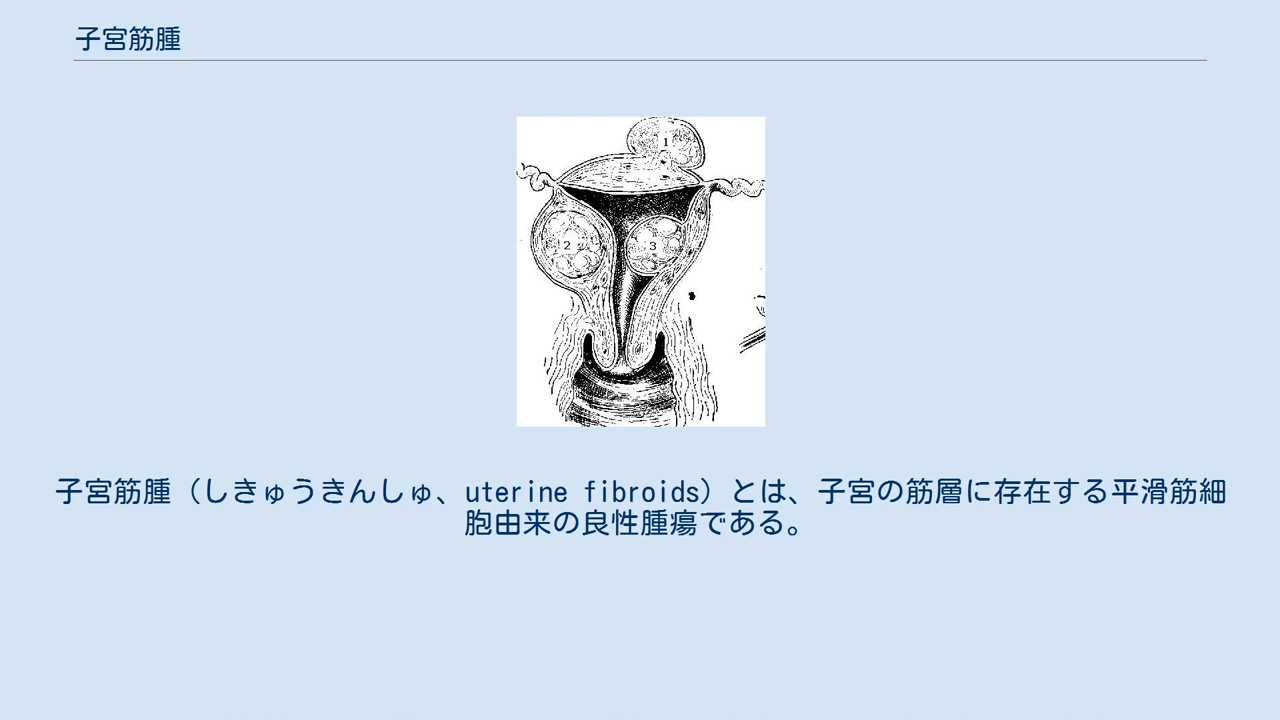 子宮筋腫
1
2
3
子宮筋腫（しきゅうきんしゅ、uterine fibroids）とは、子宮の筋層に存在する平滑筋細
胞由来の良性腫瘍である。